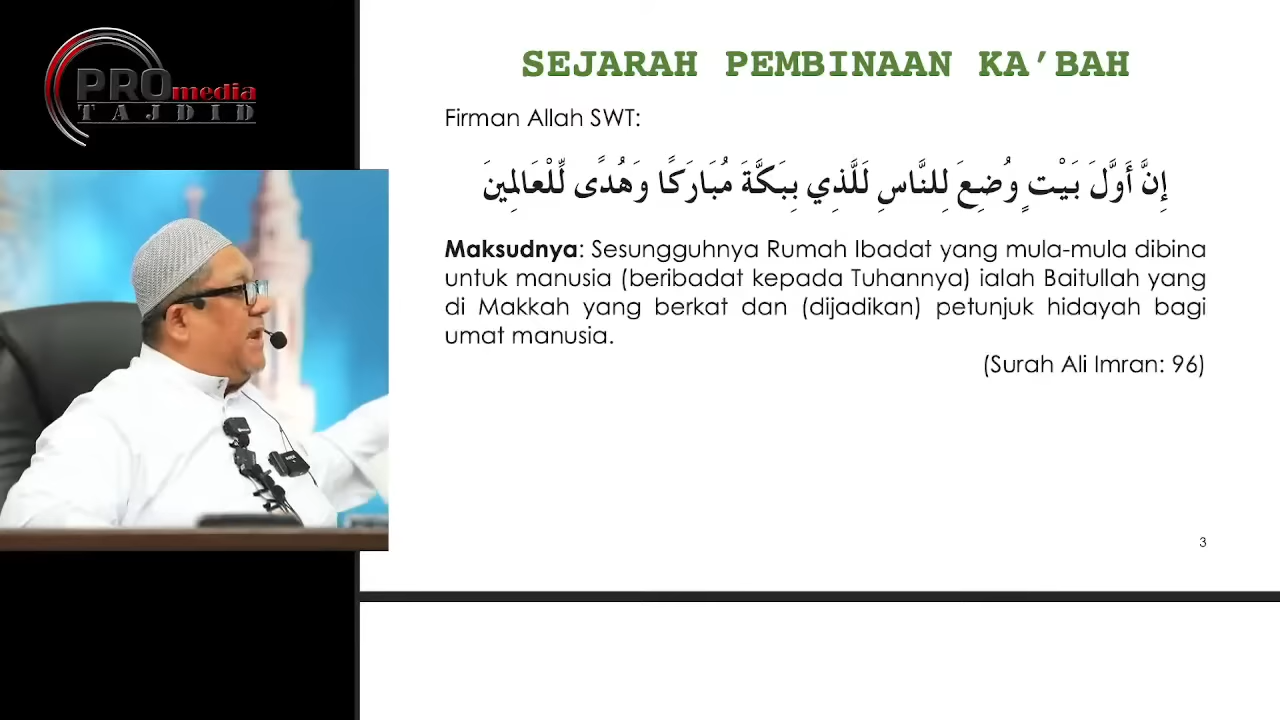 PROmedia
TAJDID
SEJARAH PEMBINAAN KA’BAH
Firman Allah SWT:
إِنَّ أَوَّلَ بَيْتٍ وُضِعَ لِلنَّاسِ لَلَّذِي بِبَكَّةَ مُبَارَكًا وَهُدًى لِّلْعَالَمِينَ
Maksudnya: Sesungguhnya Rumah Ibadat yang mula-mula dibina
untuk manusia (beribadat kepada Tuhannya) ialah Baitullah yang
di Makkah yang berkat dan (dijadikan) petunjuk hidayah bagi
umat manusia.
(Surah Ali Imran: 96)
3